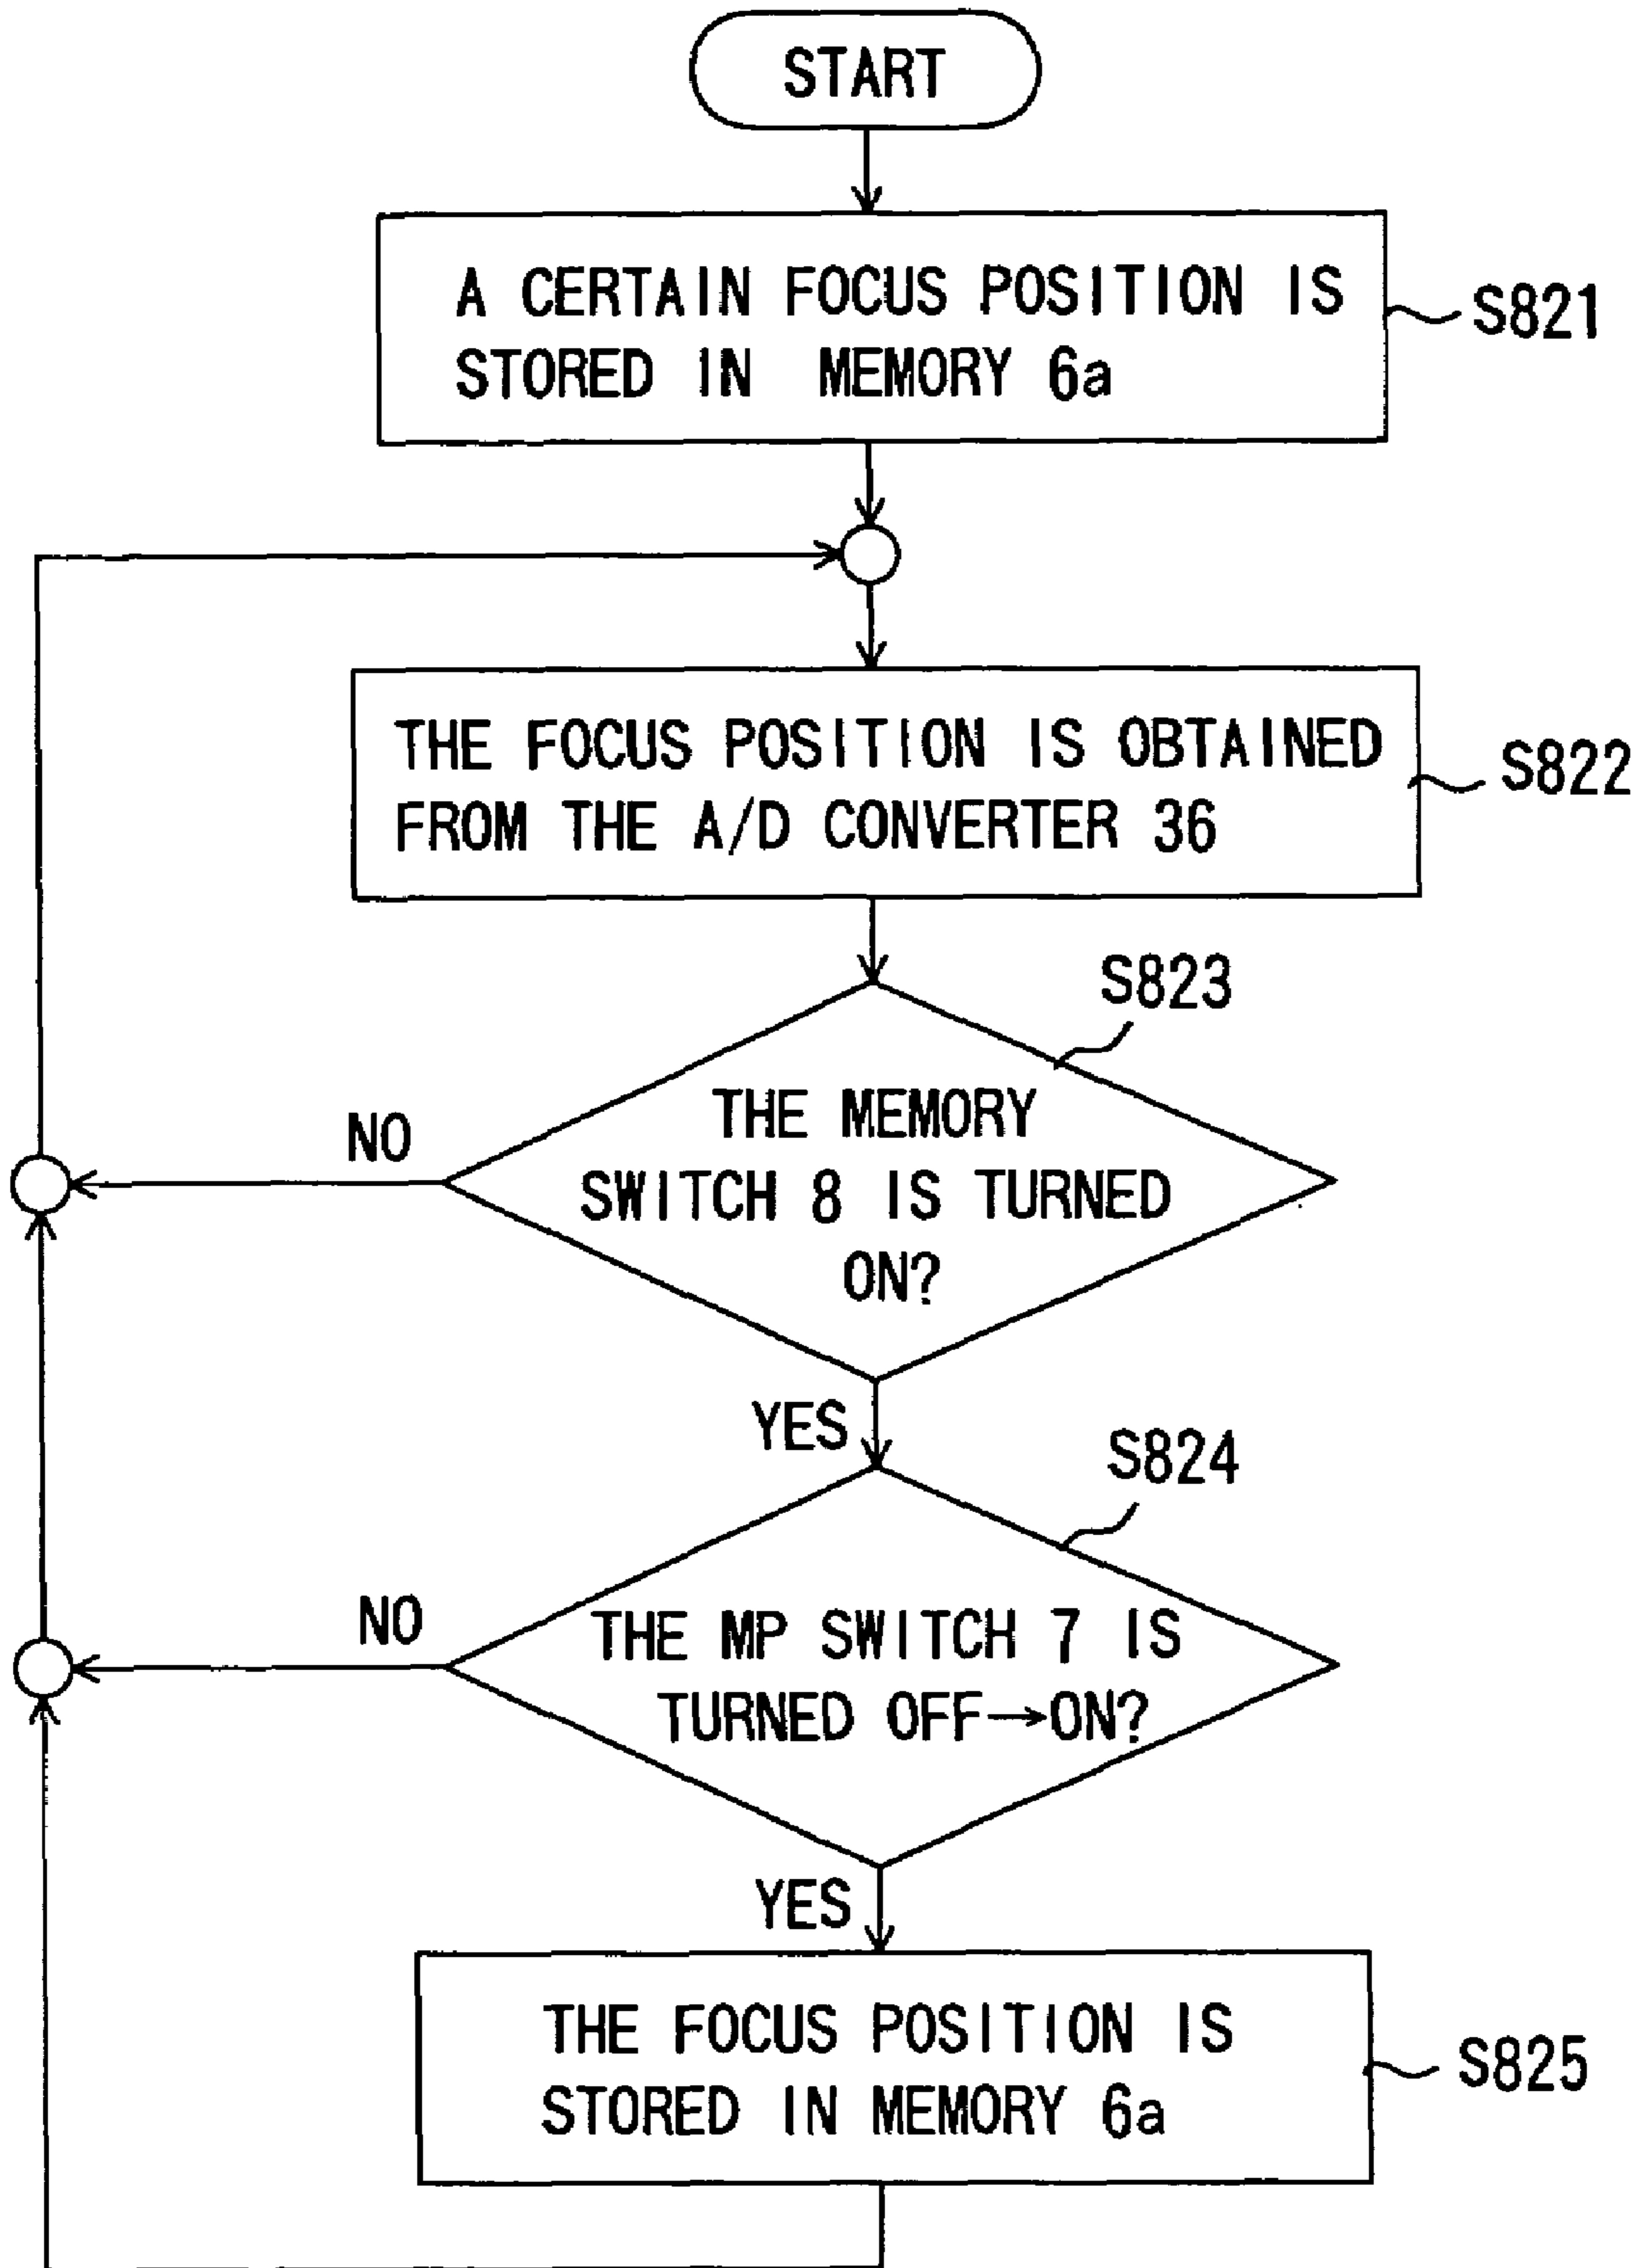 START
A CERTAIN FOCUS POSITION IS
STORED IN MEMORY 6a
S821
THE FOCUS POSITION IS OBTAINED
FROM THE A/D CONVERTER 36
S822
S823
THE MEMORY
SWITCH 8 IS TURNED
ON?
NO
YES
S824
THE MP SWITCH 7 IS
TURNED OFF→ON?
NO
YES
THE FOCUS POSITION IS
STORED IN MEMORY 6a
S825